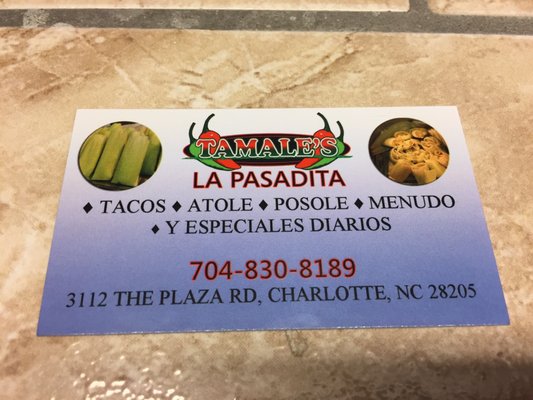 TAMALE'S
LA PASADITA
♦ TACOS ♦ ATOLE ♦ POSOLE ♦ MENUDO
♦ Y ESPECIALES DIARIOS
704-830-8189
3112 THE PLAZA RD, CHARLOTTE, NC 28205